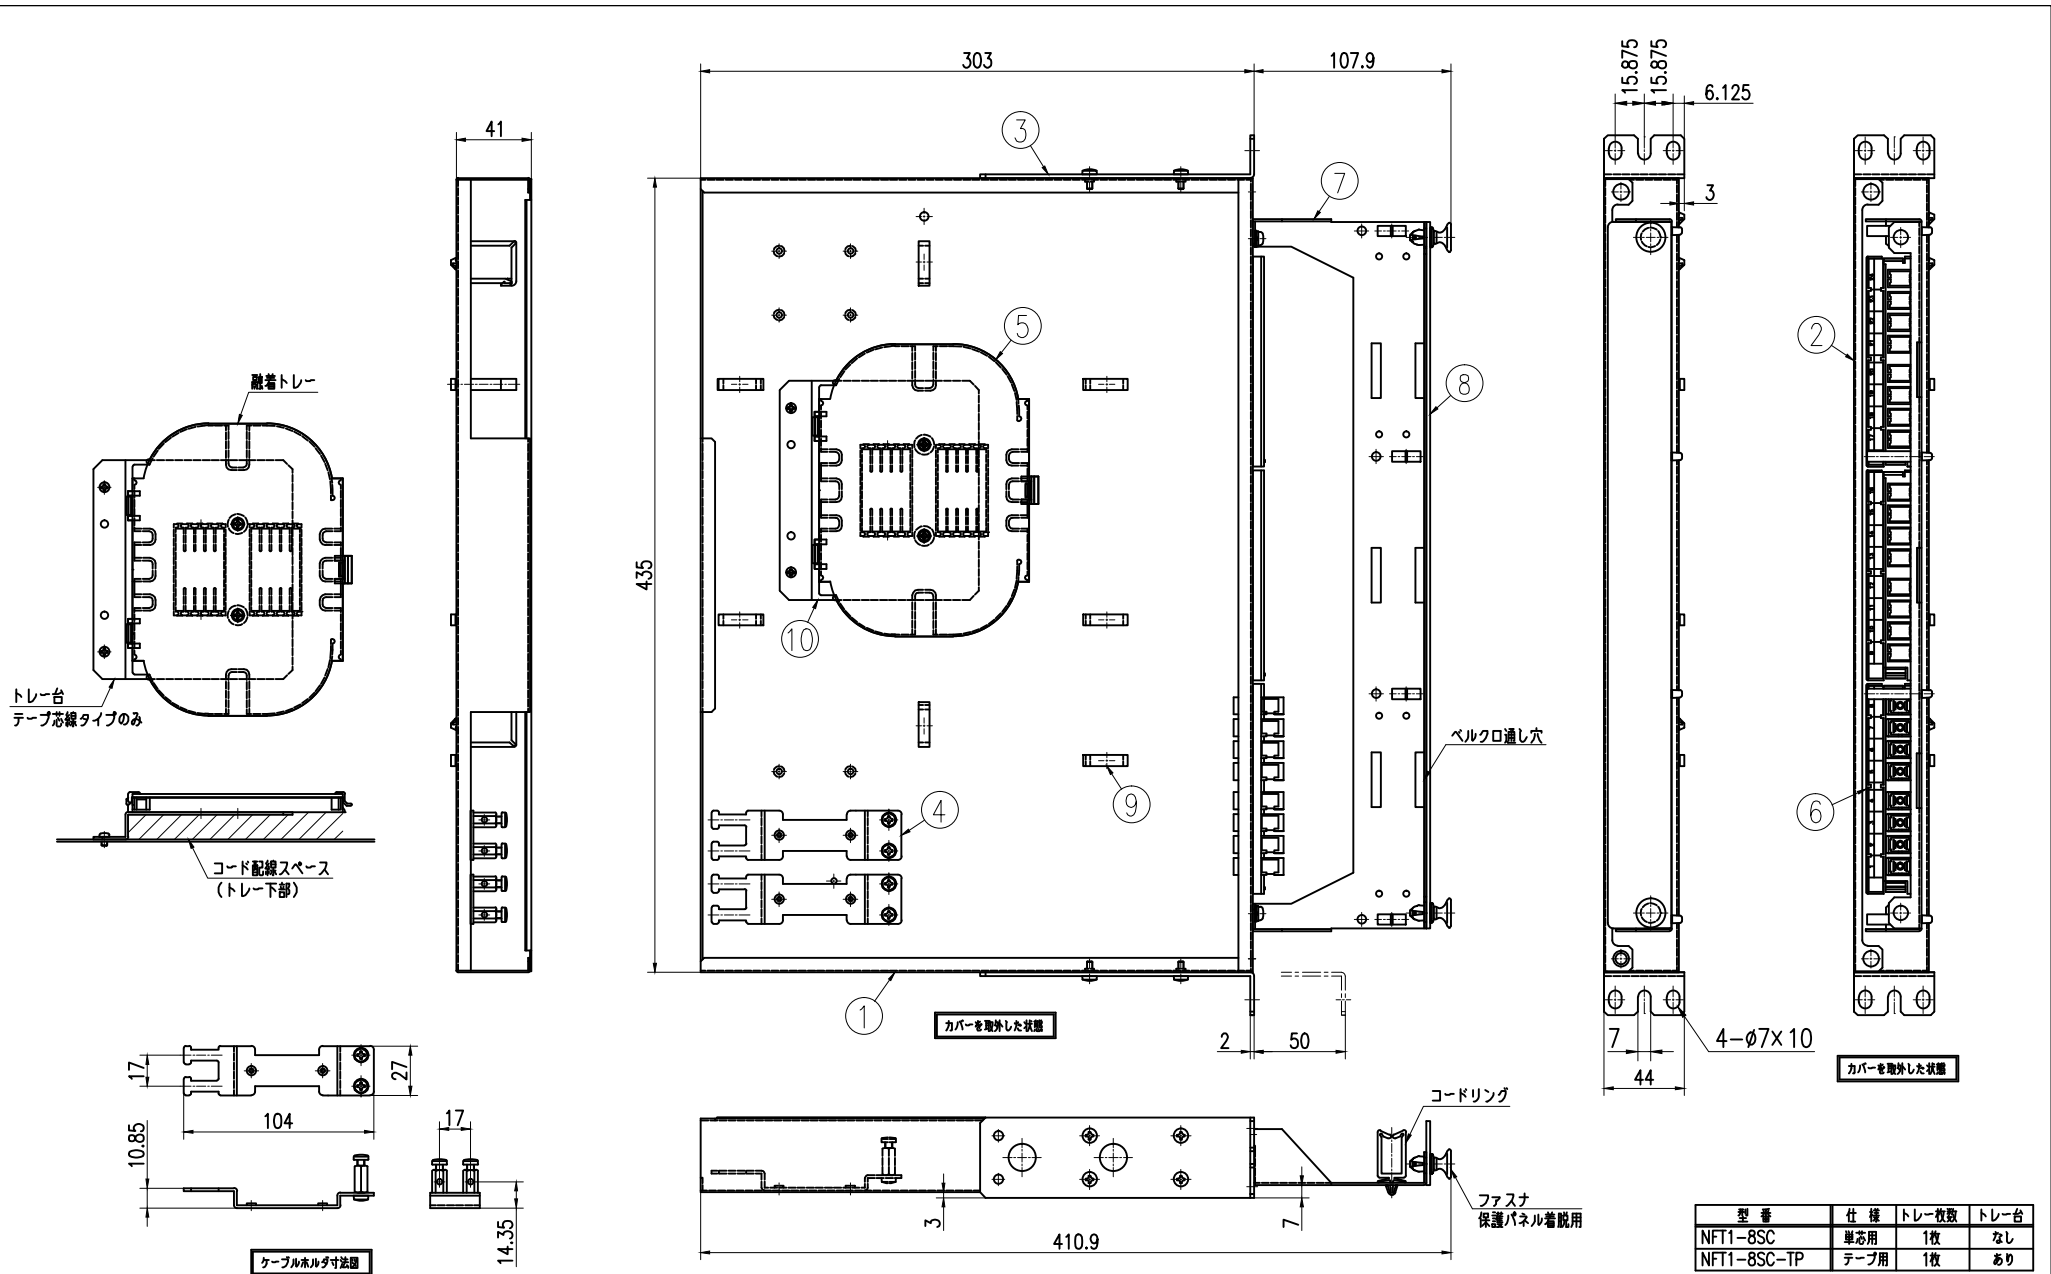 303
107.9
15.875
15.875
6.125
41
③
⑦
3
⑤
②
融着トレー
⑧
435
⑩
トレー台
テープ芯線タイプのみ
ベルクロ通し穴
④
⑨
⑥
コード配線スペース
(トレー下部)
①
カバーを取外した状態
2
50
7
4-φ7×10
44
カバーを取外した状態
17
27
104
10.85
17
14.35
コードリング
ファスナ
保護パネル着脱用
3
7
410.9
ケーブルホルダ寸法図
型 番 仕 様 トレー枚数 トレー台
NFT1-8SC 単芯用 1枚 なし
NFT1-8SC-TP テープ用 1枚 あり